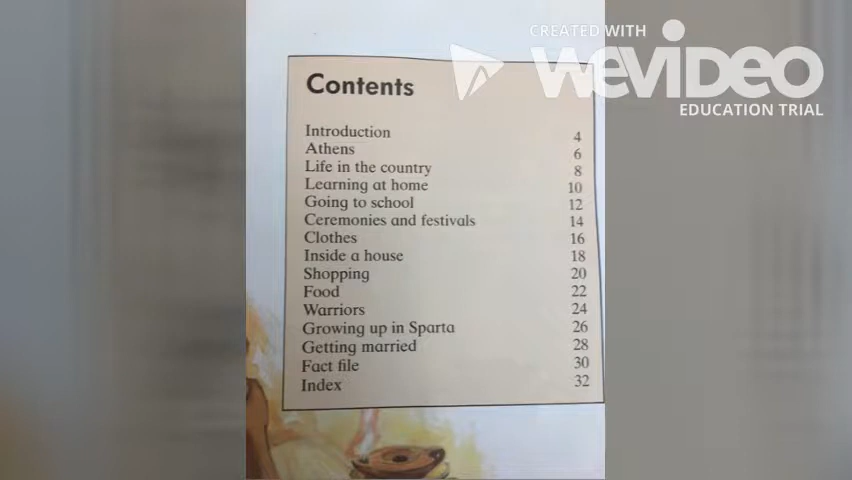 CREATED WITH
WEVIDEO
EDUCATION TRIAL
Contents
Introduction 4
Athens 6
Life in the country 8
Learning at home 10
Going to school 12
Ceremonies and festivals 14
Clothes 16
Inside a house 18
Shopping 20
Food 22
Warriors 24
Growing up in Sparta 26
Getting married 28
Fact file 30
Index 32